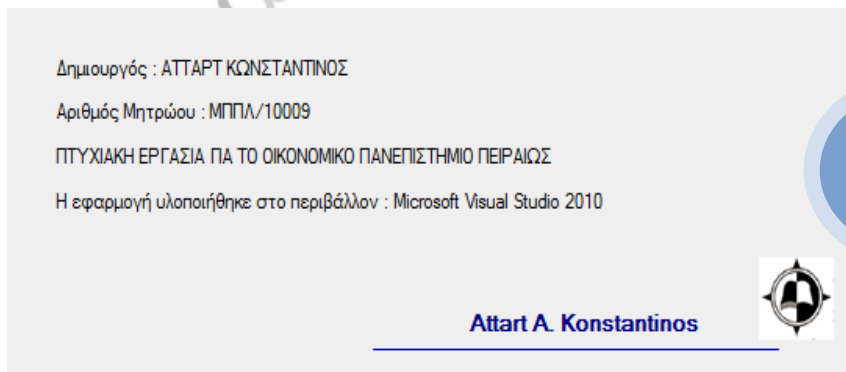 Δημιουργός : ΑΤΤΑΡΤ ΚΩΝΣΤΑΝΤΙΝΟΣ
Αριθμός Μητρώου : ΜΠΠΛ/10009
ΠΤΥΧΙΑΚΗ ΕΡΓΑΣΙΑ ΓΙΑ ΤΟ ΟΙΚΟΝΟΜΙΚΟ ΠΑΝΕΠΙΣΤΗΜΙΟ ΠΕΙΡΑΙΩΣ
Η εφαρμογή υλοποιήθηκε στο περιβάλλον : Microsoft Visual Studio 2010
Attart A. Konstantinos